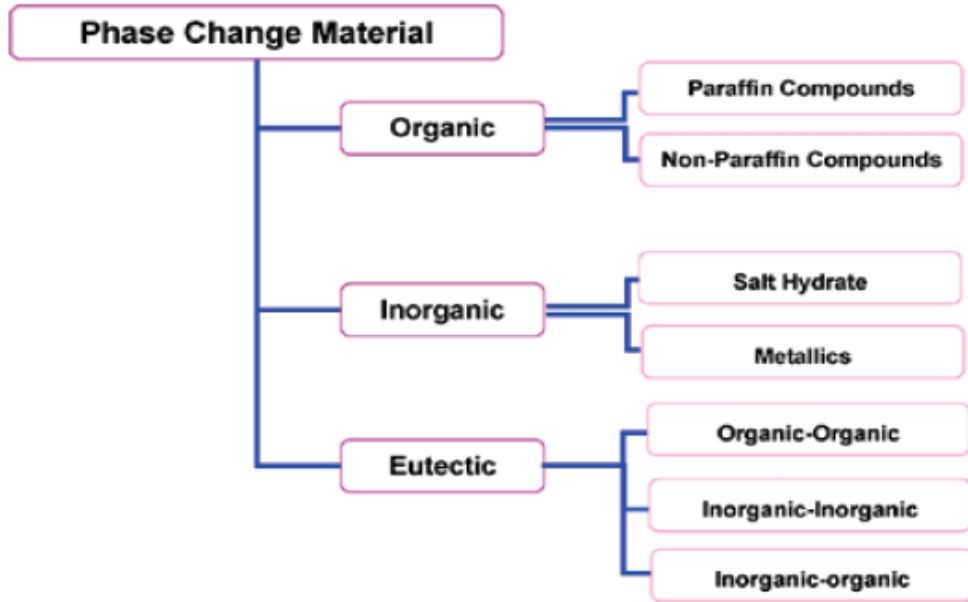 Phase Change Material
Organic
Paraffin Compounds
Non-Paraffin Compounds
Inorganic
Salt Hydrate
Metallics
Eutectic
Organic-Organic
Inorganic-Inorganic
Inorganic-organic